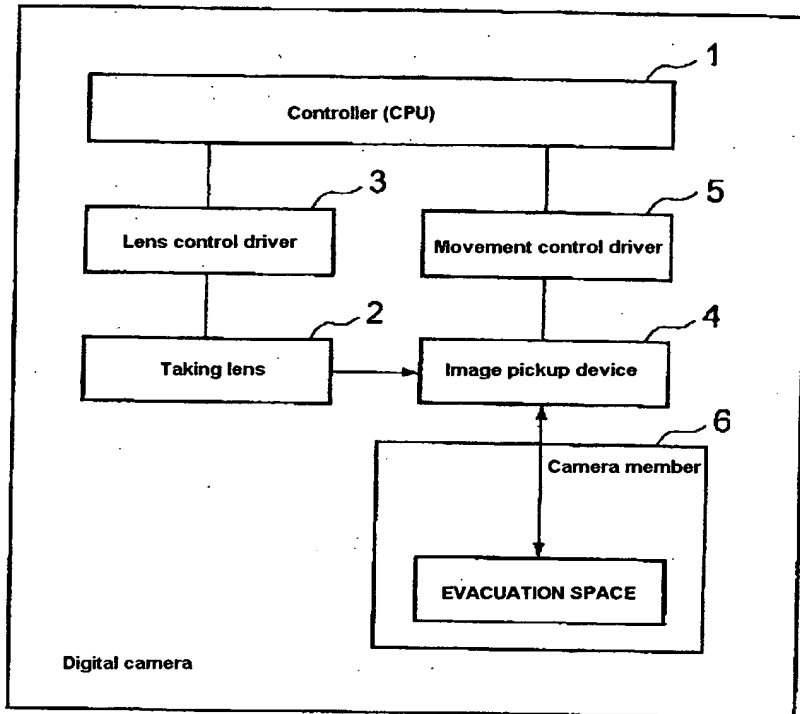 1
Controller (CPU)
3
5
Lens control driver
Movement control driver
2
4
Taking lens
Image pickup device
6
Camera member
EVACUATION SPACE
Digital camera